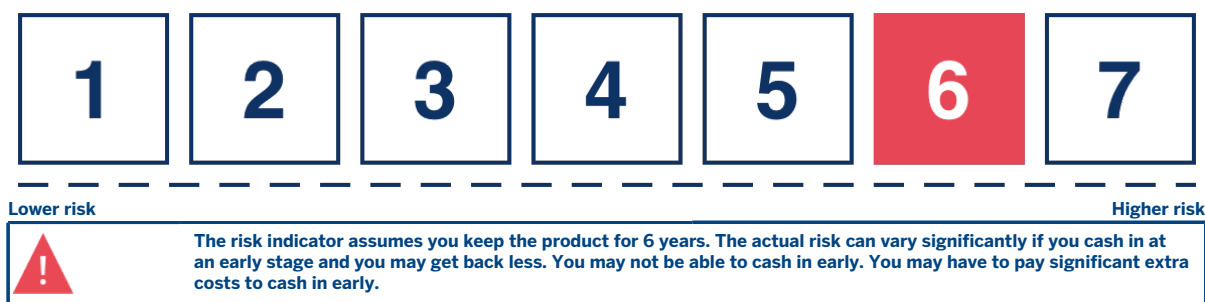 1 2 3 4 5 6 7
Lower risk Higher risk
!
The risk indicator assumes you keep the product for 6 years. The actual risk can vary significantly if you cash in at
an early stage and you may get back less. You may not be able to cash in early. You may have to pay significant extra
costs to cash in early.